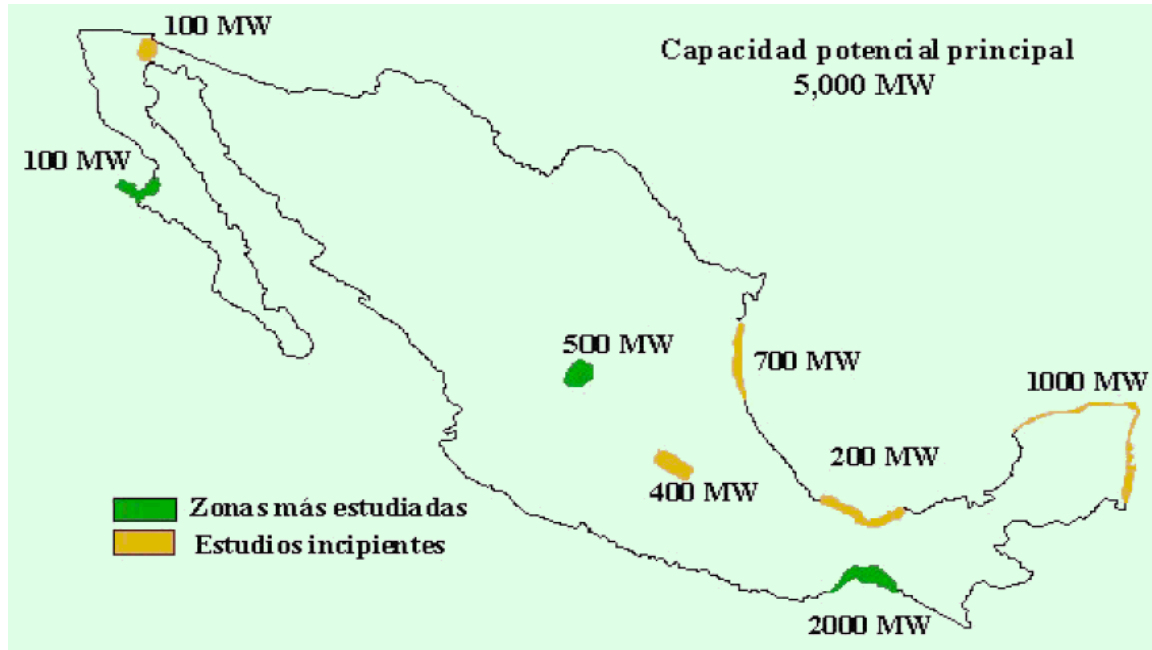 100 MW
Capacidad potencial principal
5,000 MW
100 MW
500 MW
700 MW
1000 MW
200 MW
400 MW
Zonas más estudiadas
Estudios incipientes
2000 MW